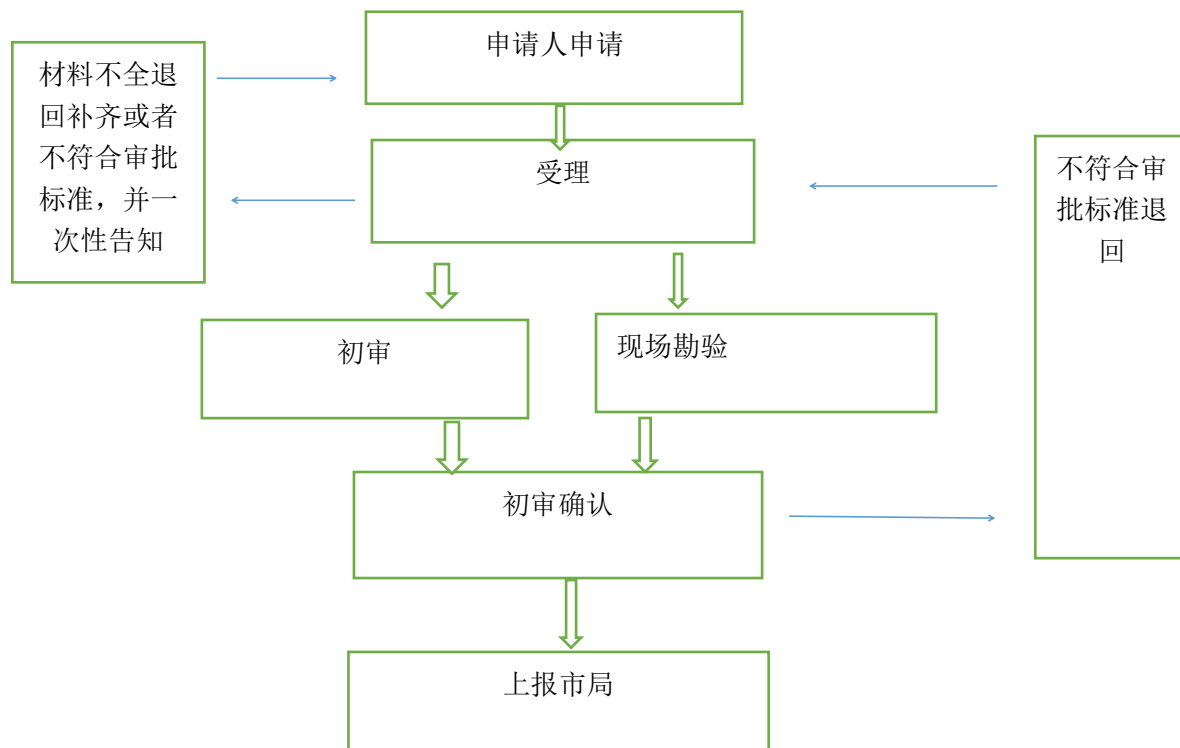 申请人申请
材料不全退
回补齐或者
不符合审批
标准，并一
次性告知
受理
不符合审
批标准退
回
初审
现场勘验
初审确认
上报市局